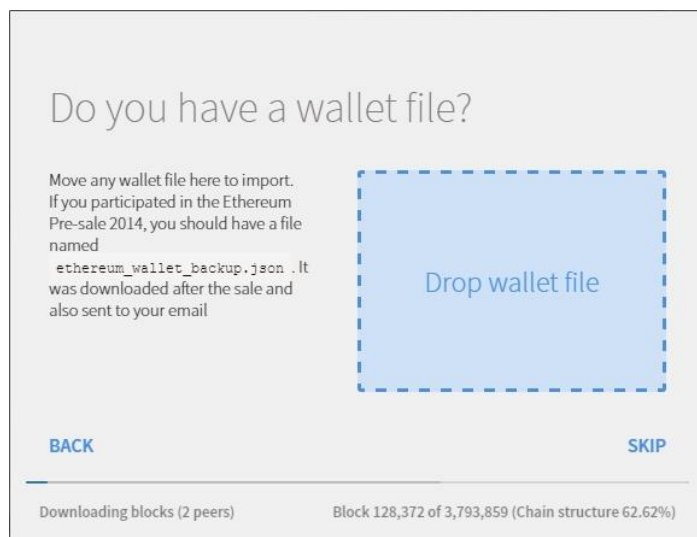 Do you have a wallet file?
Move any wallet file here to import.
If you participated in the Ethereum
Pre-sale 2014, you should have a file
named
ethereum_wallet_backup.json . It
was downloaded after the sale and
also sent to your email
Drop wallet file
BACK
SKIP
Downloading blocks (2 peers)
Block 128,372 of 3,793,859 (Chain structure 62.62%)